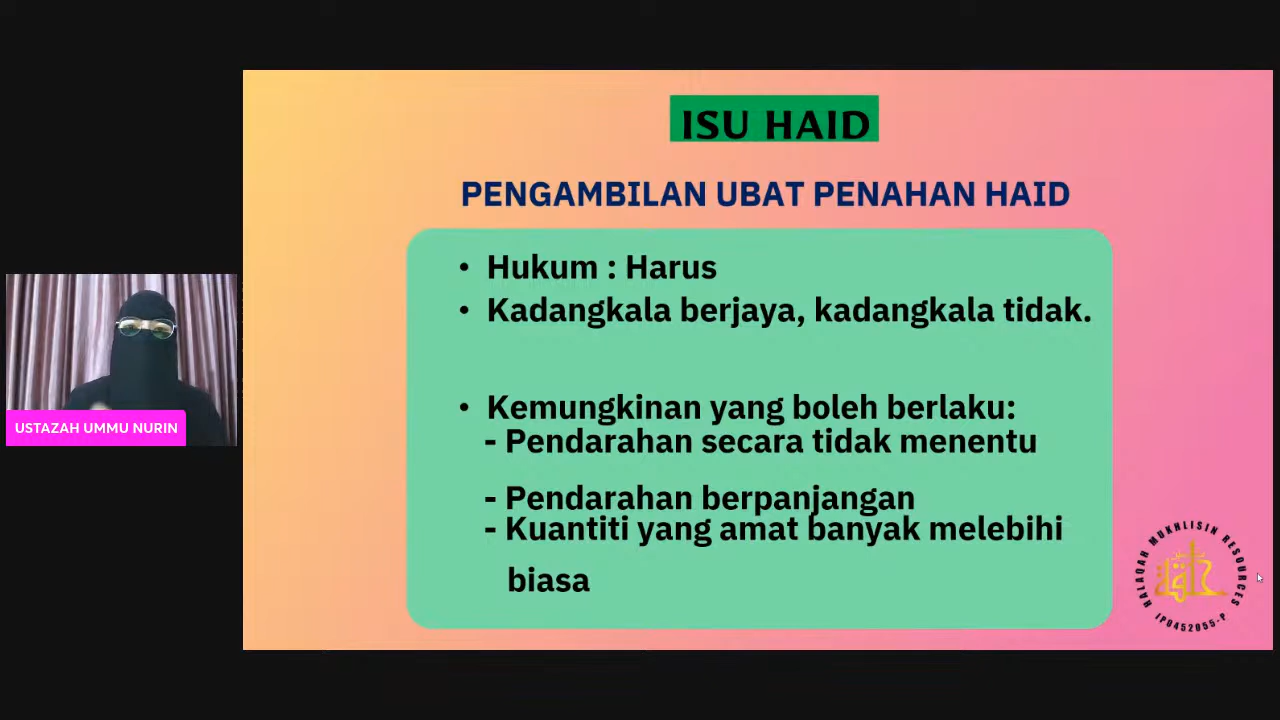 ISU HAID
PENGAMBILAN UBAT PENAHAN HAID
• Hukum : Harus
• Kadangkala berjaya, kadangkala tidak.
• Kemungkinan yang boleh berlaku:
- Pendarahan secara tidak menentu
- Pendarahan berpanjangan
- Kuantiti yang amat banyak melebihi
biasa
USTAZAH UMMU NURIN
HALAQAH MUKHLISIN RESOURCES
IP0452055-P